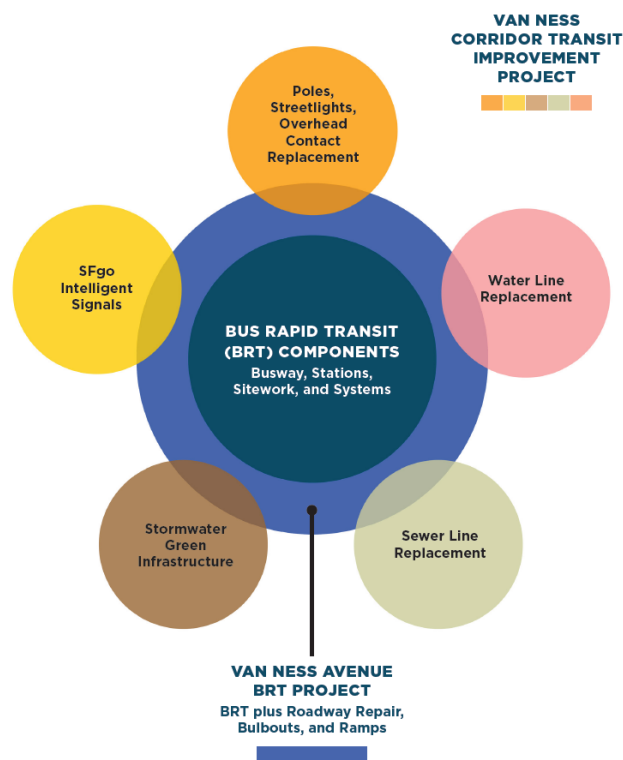 VAN NESS
CORRIDOR TRANSIT
IMPROVEMENT
PROJECT
Poles,
Streetlights,
Overhead
Contact
Replacement
SFgo
Intelligent
Signals
Water Line
Replacement
BUS RAPID TRANSIT
(BRT) COMPONENTS
Busway, Stations,
Sitework, and Systems
Stormwater
Green
Infrastructure
Sewer Line
Replacement
VAN NESS AVENUE
BRT PROJECT
BRT plus Roadway Repair,
Bulbouts, and Ramps